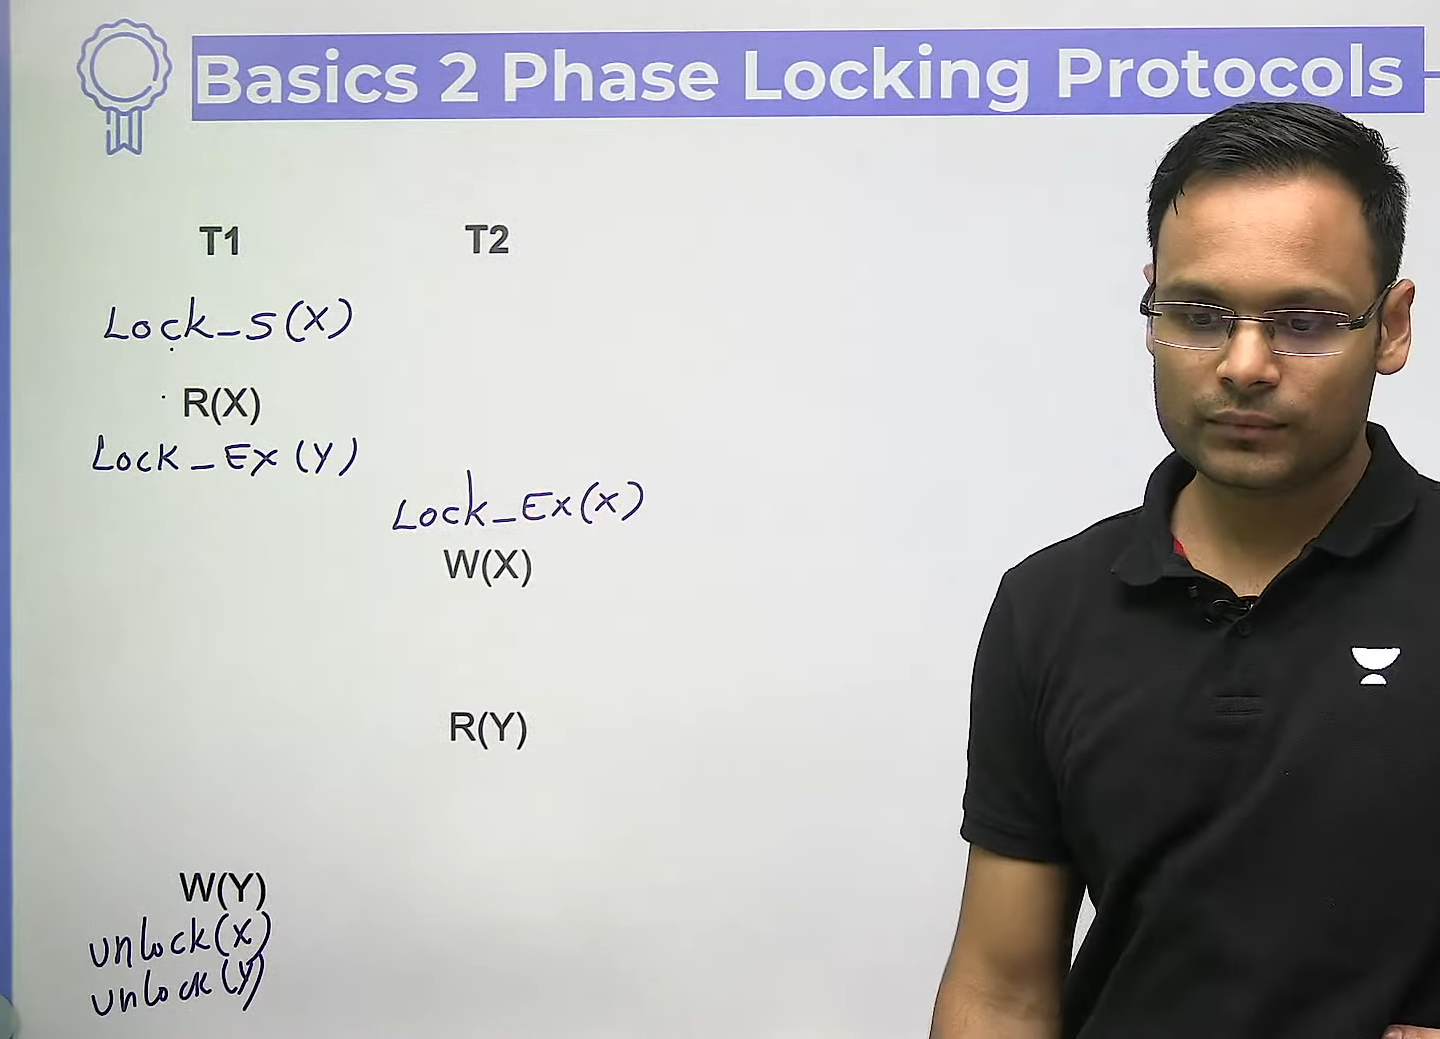 Basics 2 Phase Locking Protocols
T1 T2
Lock_S(X)
R(X)
Lock_Ex(Y)
Lock_Ex(X)
W(X)
R(Y)
W(Y)
unlock(X)
unlock(Y)